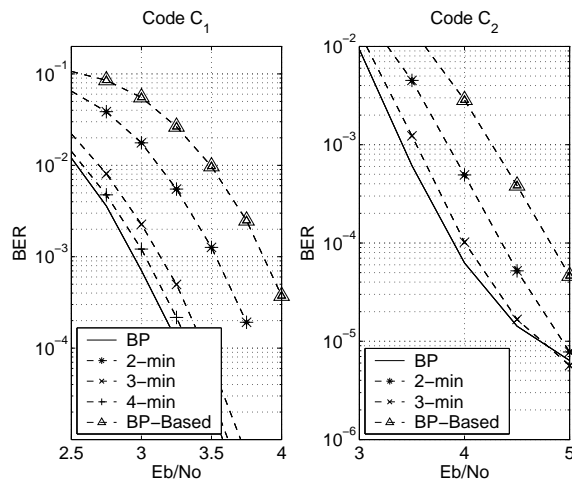 Code C₁
BER
10⁻¹
10⁻²
10⁻³
10⁻⁴
2.5 3 3.5 4
Eb/No
BP
2−min
3−min
4−min
BP−Based
Code C₂
BER
10⁻²
10⁻³
10⁻⁴
10⁻⁵
10⁻⁶
3 4 5
Eb/No
BP
2−min
3−min
BP−Based